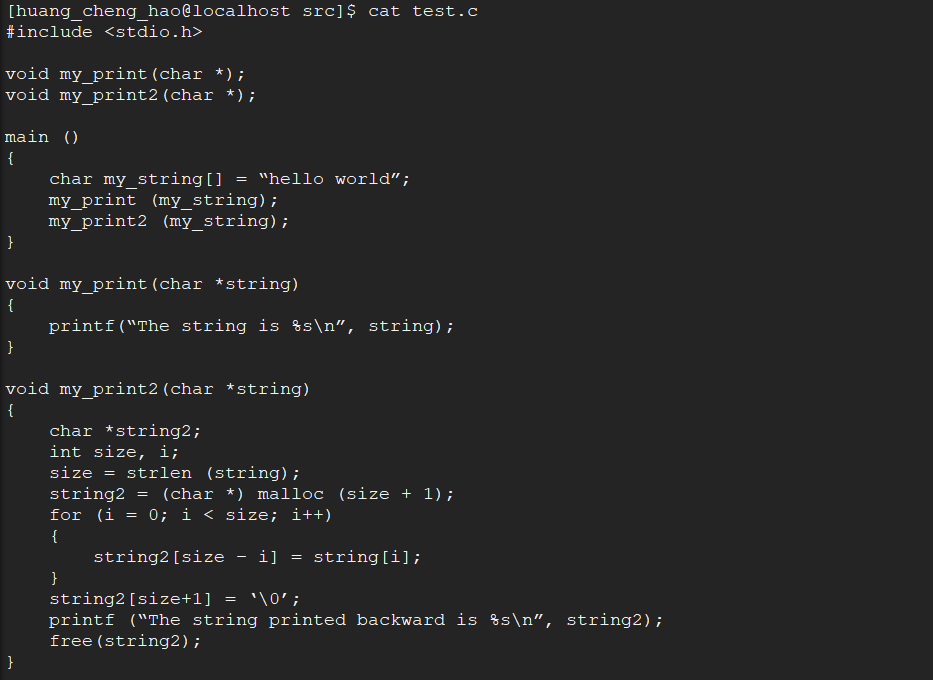 [huang_cheng_hao@localhost src]$ cat test.c
#include <stdio.h>

void my_print(char *);
void my_print2(char *);

main ()
{
    char my_string[] = “hello world”;
    my_print (my_string);
    my_print2 (my_string);
}

void my_print(char *string)
{
    printf(“The string is %s\n”, string);
}

void my_print2(char *string)
{
    char *string2;
    int size, i;
    size = strlen (string);
    string2 = (char *) malloc (size + 1);
    for (i = 0; i < size; i++)
    {
        string2[size - i] = string[i];
    }
    string2[size+1] = ‘\0’;
    printf (“The string printed backward is %s\n”, string2);
    free(string2);
}